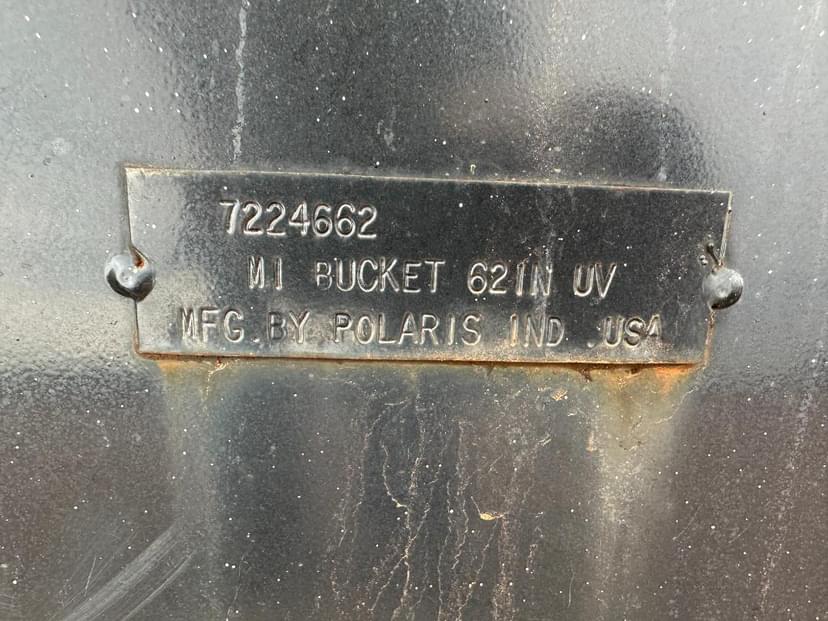 7224662
MI BUCKET 62IN UV
MFG.BY POLARIS IND.USA